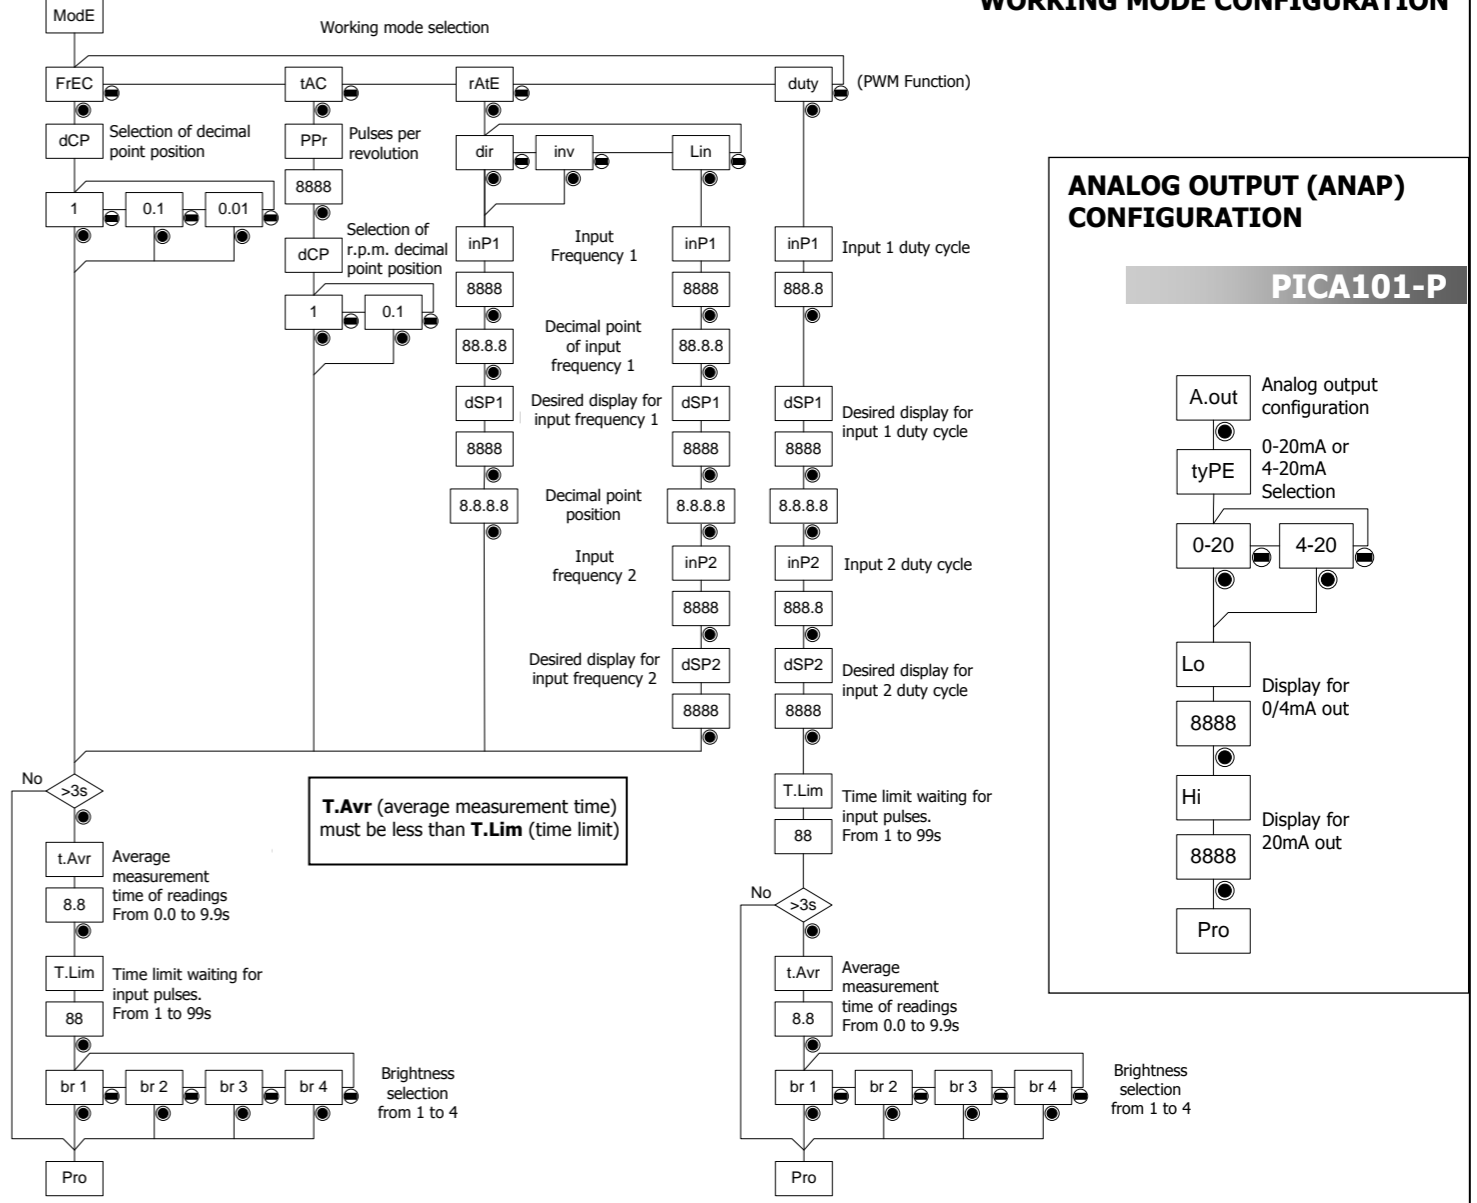 WORKING MODE CONFIGURATION
ModE
Working mode selection
FrEC
tAC
rAtE
duty
(PWM Function)
dCP
Selection of decimal
point position
1
0.1
0.01
PPr
Pulses per
revolution
8888
dCP
Selection of
r.p.m. decimal
point position
1
0.1
dir
inv
Lin
inP1
Input
Frequency 1
inP1
8888
8888
88.8.8
Decimal point
of input
frequency 1
88.8.8
dSP1
Desired display for
input frequency 1
dSP1
8888
8888
8.8.8.8
Decimal point
position
8.8.8.8
Input
frequency 2
inP2
8888
Desired display for
input frequency 2
dSP2
8888
inP1
Input 1 duty cycle
888.8
dSP1
Desired display for
input 1 duty cycle
8888
8.8.8.8
inP2
Input 2 duty cycle
888.8
dSP2
Desired display for
input 2 duty cycle
8888
No
>3s
T.Avr (average measurement time)
must be less than T.Lim (time limit)
t.Avr
Average
measurement
time of readings
From 0.0 to 9.9s
8.8
T.Lim
Time limit waiting for
input pulses.
From 1 to 99s
88
br 1
br 2
br 3
br 4
Brightness
selection
from 1 to 4
Pro
T.Lim
Time limit waiting for
input pulses.
From 1 to 99s
88
No
>3s
t.Avr
Average
measurement
time of readings
From 0.0 to 9.9s
8.8
br 1
br 2
br 3
br 4
Brightness
selection
from 1 to 4
Pro
ANALOG OUTPUT (ANAP)
CONFIGURATION
PICA101-P
A.out
Analog output
configuration
tyPE
0-20mA or
4-20mA
Selection
0-20
4-20
Lo
8888
Display for
0/4mA out
Hi
8888
Display for
20mA out
Pro